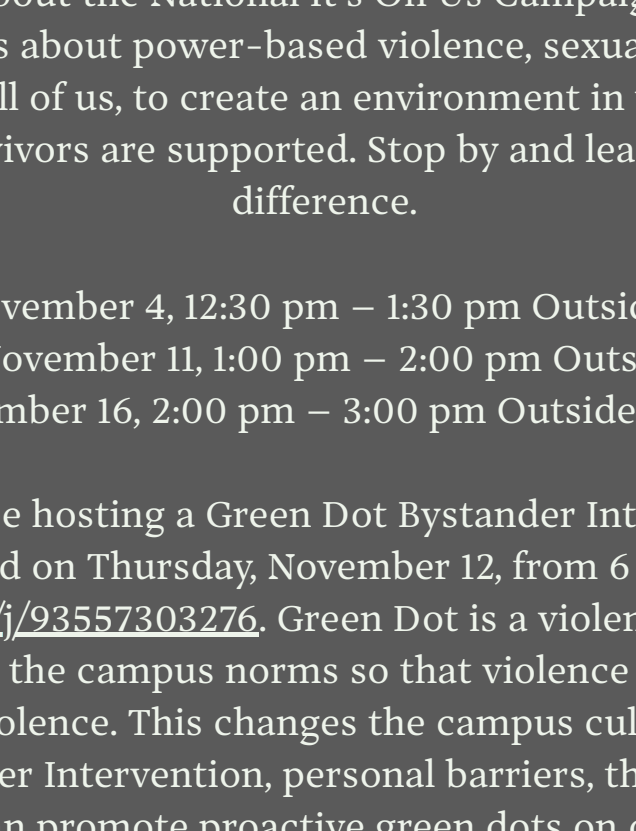 about the National It's On Us Campaig
s about power-based violence, sexua
ll of us, to create an environment in
vivors are supported. Stop by and lea
difference.
vember 4, 12:30 pm – 1:30 pm Outsid
ovember 11, 1:00 pm – 2:00 pm Outs
mber 16, 2:00 pm – 3:00 pm Outside
e hosting a Green Dot Bystander Int
d on Thursday, November 12, from 6
/j/93557303276. Green Dot is a violen
the campus norms so that violence
olence. This changes the campus cul
er Intervention, personal barriers, th
n promote proactive green dots on